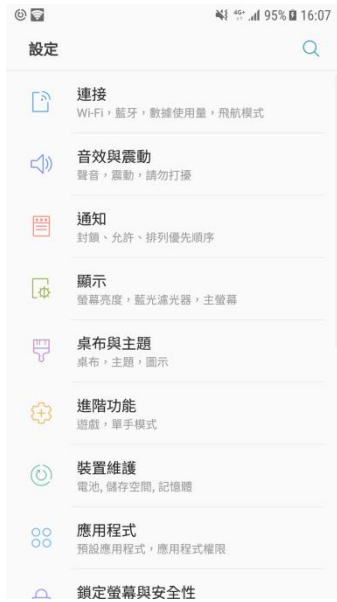 4G+ 95% 16:07
設定
連接
Wi-Fi，藍牙，數據使用量，飛航模式
音效與震動
聲音，震動，請勿打擾
通知
封鎖、允許、排列優先順序
顯示
螢幕亮度，藍光濾光器，主螢幕
桌布與主題
桌布，主題，圖示
進階功能
遊戲，單手模式
裝置維護
電池, 儲存空間, 記憶體
應用程式
預設應用程式，應用程式權限
鎖定螢幕與安全性